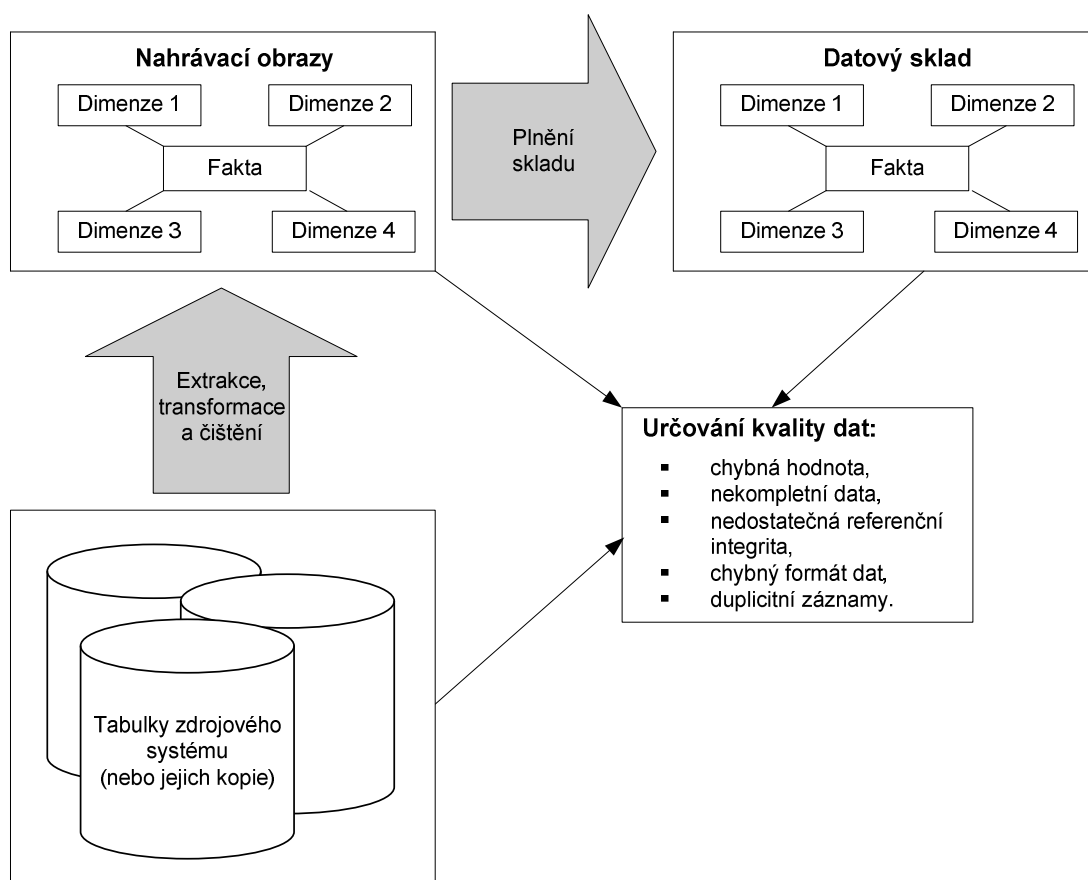 Nahrávací obrazy
Dimenze 1
Dimenze 2
Fakta
Dimenze 3
Dimenze 4
Plnění
skladu
Datový sklad
Dimenze 1
Dimenze 2
Fakta
Dimenze 3
Dimenze 4
Extrakce,
transformace
a čištění
Určování kvality dat:
▪ chybná hodnota,
▪ nekompletní data,
▪ nedostatečná referenční
integrita,
▪ chybný formát dat,
▪ duplicitní záznamy.
Tabulky zdrojového
systému
(nebo jejich kopie)